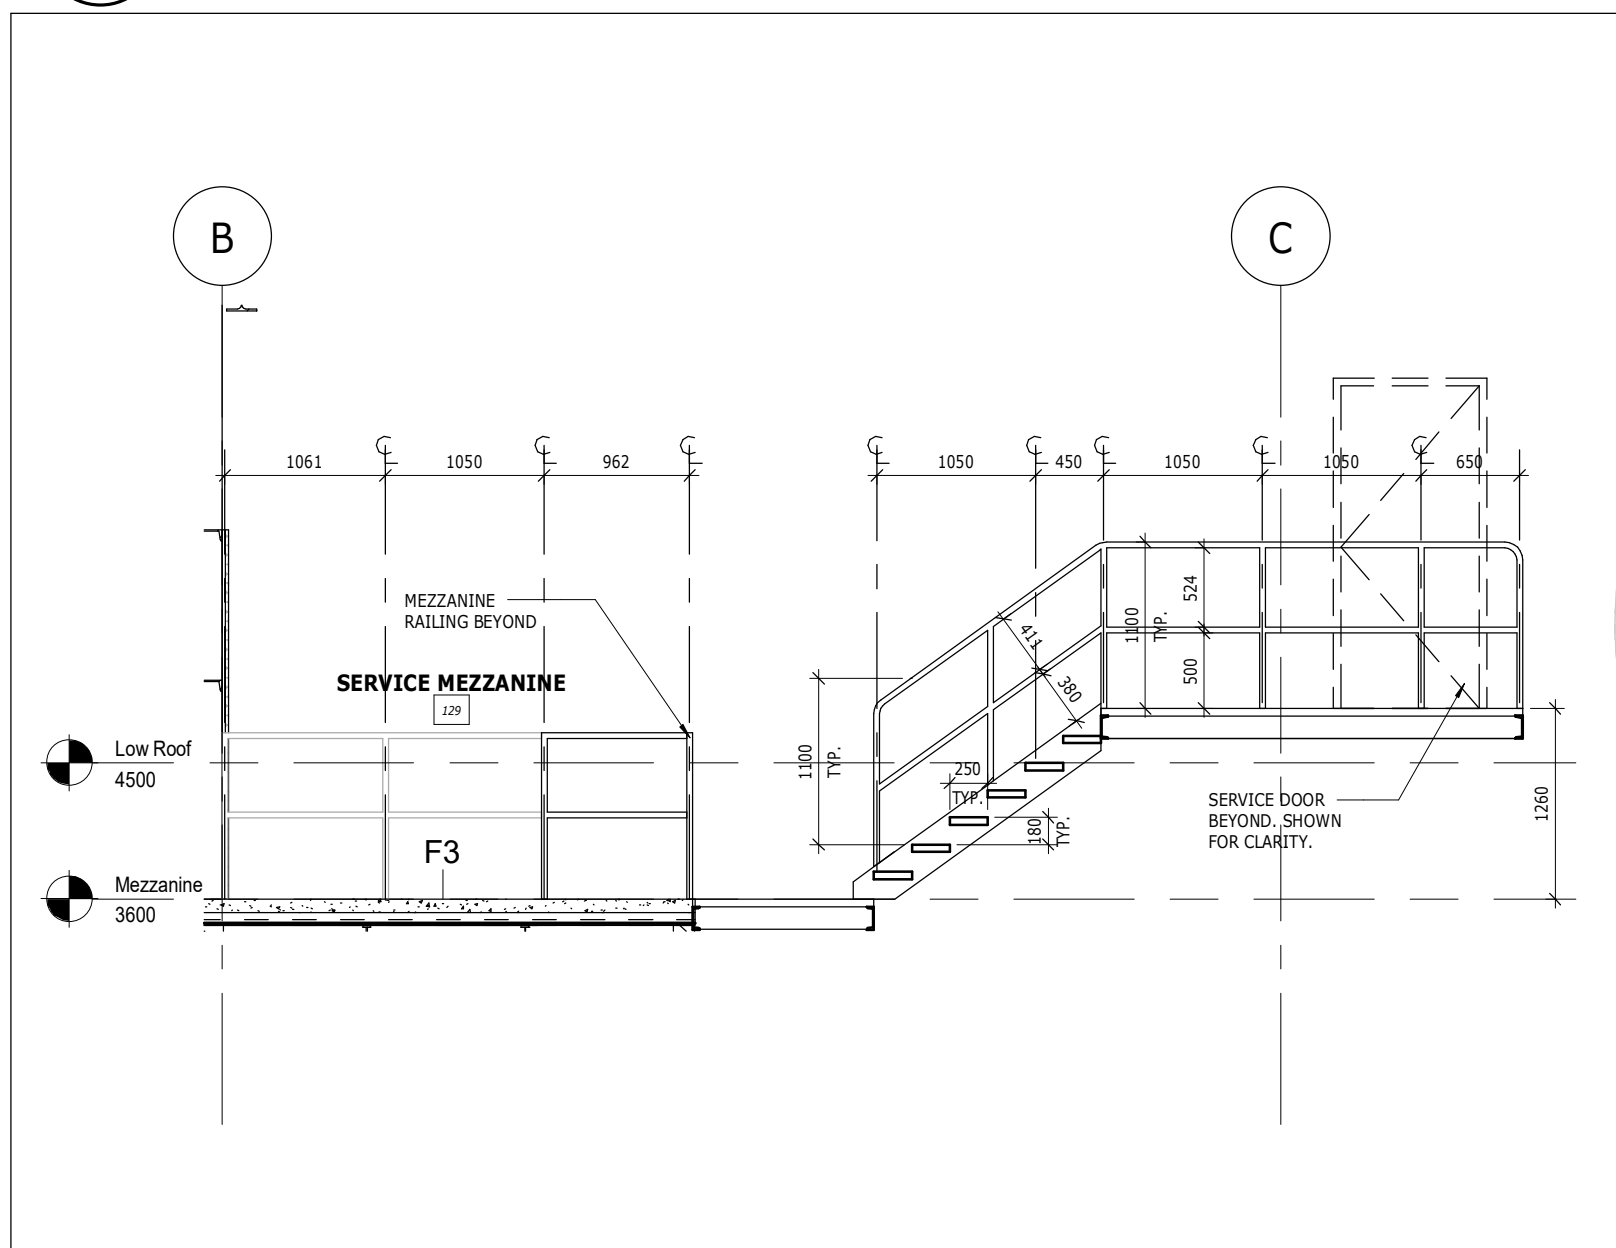 B
C
1061
1050
962
1050
450
1050
1050
650
MEZZANINE
RAILING BEYOND
SERVICE MEZZANINE
129
411
380
1100
TYP.
524
500
Low Roof
4500
1100
TYP.
250
TYP.
180
TYP.
SERVICE DOOR
BEYOND. SHOWN
FOR CLARITY.
1260
F3
Mezzanine
3600